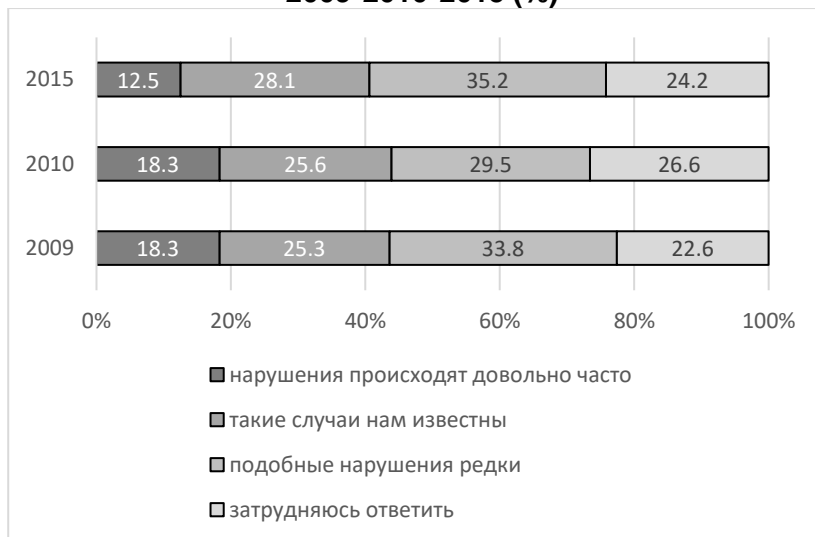 2015 12.5 28.1 35.2 24.2
2010 18.3 25.6 29.5 26.6
2009 18.3 25.3 33.8 22.6
0% 20% 40% 60% 80% 100%
нарушения происходят довольно часто
такие случаи нам известны
подобные нарушения редки
затрудняюсь ответить